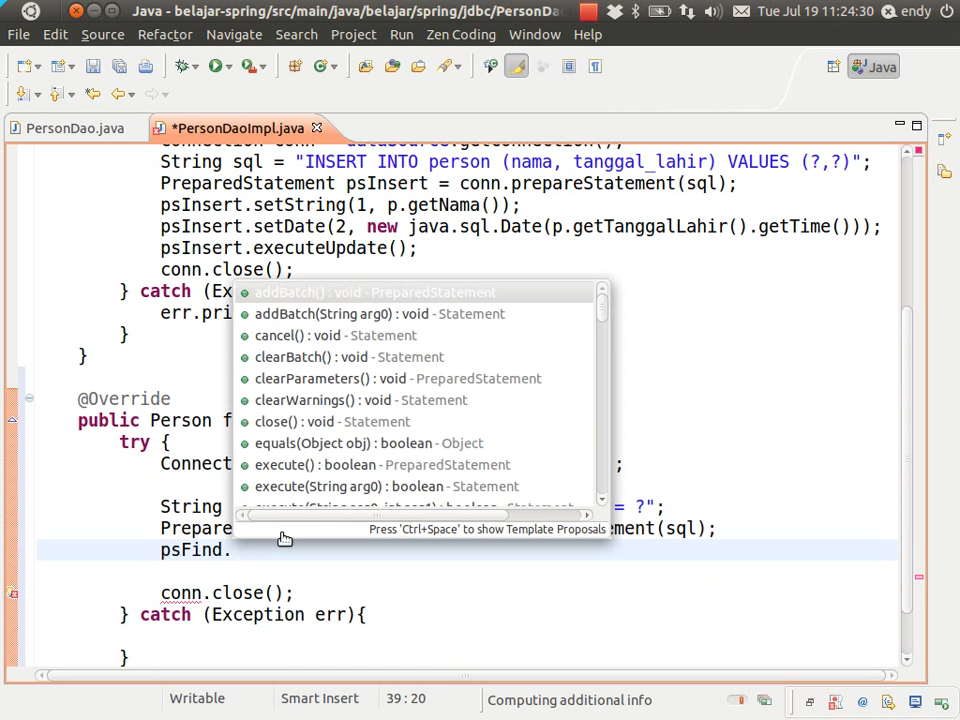 Java - belajar-spring/src/main/java/belajar/spring/jdbc/PersonDa
Tue Jul 19 11:24:30
endy
File Edit Source Refactor Navigate Search Project Run Zen Coding Window Help
Java
PersonDao.java
*PersonDaoImpl.java
String sql = "INSERT INTO person (nama, tanggal_lahir) VALUES (?,?)";
PreparedStatement psInsert = conn.prepareStatement(sql);
psInsert.setString(1, p.getNama());
psInsert.setDate(2, new java.sql.Date(p.getTanggalLahir().getTime()));
psInsert.executeUpdate();
conn.close();
} catch (Ex
addBatch() : void - PreparedStatement
err.pri
addBatch(String arg0) : void - Statement
}
cancel() : void - Statement
}
clearBatch() : void - Statement
clearParameters() : void - PreparedStatement
@Override
clearWarnings() : void - Statement
public Person f
close() : void - Statement
try {
equals(Object obj) : boolean - Object
Connect
execute() : boolean - PreparedStatement
;
execute(String arg0) : boolean - Statement
String
= ?";
Prepare
Press 'Ctrl+Space' to show Template Proposals
ement(sql);
psFind.
conn.close();
} catch (Exception err){
}
Writable
Smart Insert
39 : 20
Computing additional info